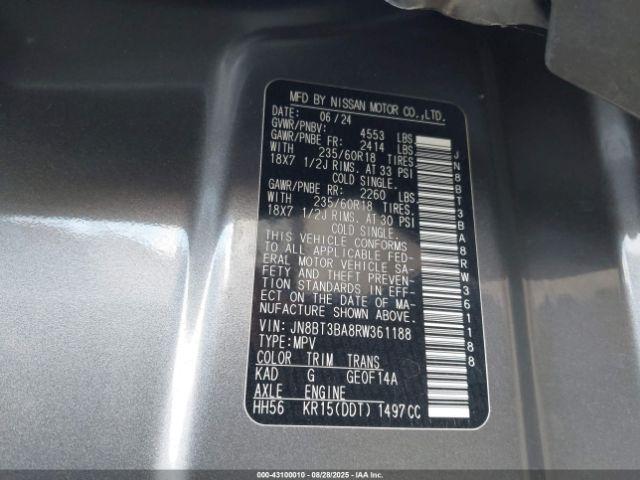 MFD BY NISSAN MOTOR CO.,LTD.
DATE: 06/24
GVWR/PNBV: 4553 LBS
GAWR/PNBE FR: 2414 LBS
WITH 235/60R18 TIRES
18X7 1/2J RIMS. AT 33 PSI
COLD SINGLE.
GAWR/PNBE RR: 2260 LBS
WITH 235/60R18 TIRES.
18X7 1/2J RIMS. AT 30 PSI
COLD SINGLE.
THIS VEHICLE CONFORMS
TO ALL APPLICABLE FED-
ERAL MOTOR VEHICLE SA-
FETY AND THEFT PREVEN-
TION STANDARDS IN EFF-
ECT ON THE DATE OF MA-
NUFACTURE SHOWN ABOVE.
VIN: JN8BT3BA8RW361188
TYPE:MPV
COLOR TRIM TRANS
KAD G GE0F14A
AXLE ENGINE
HH56 KR15(DDT) 1497CC
JN8BT3BA8RW361188
000-43100010 - 08/28/2025 - IAAI.com